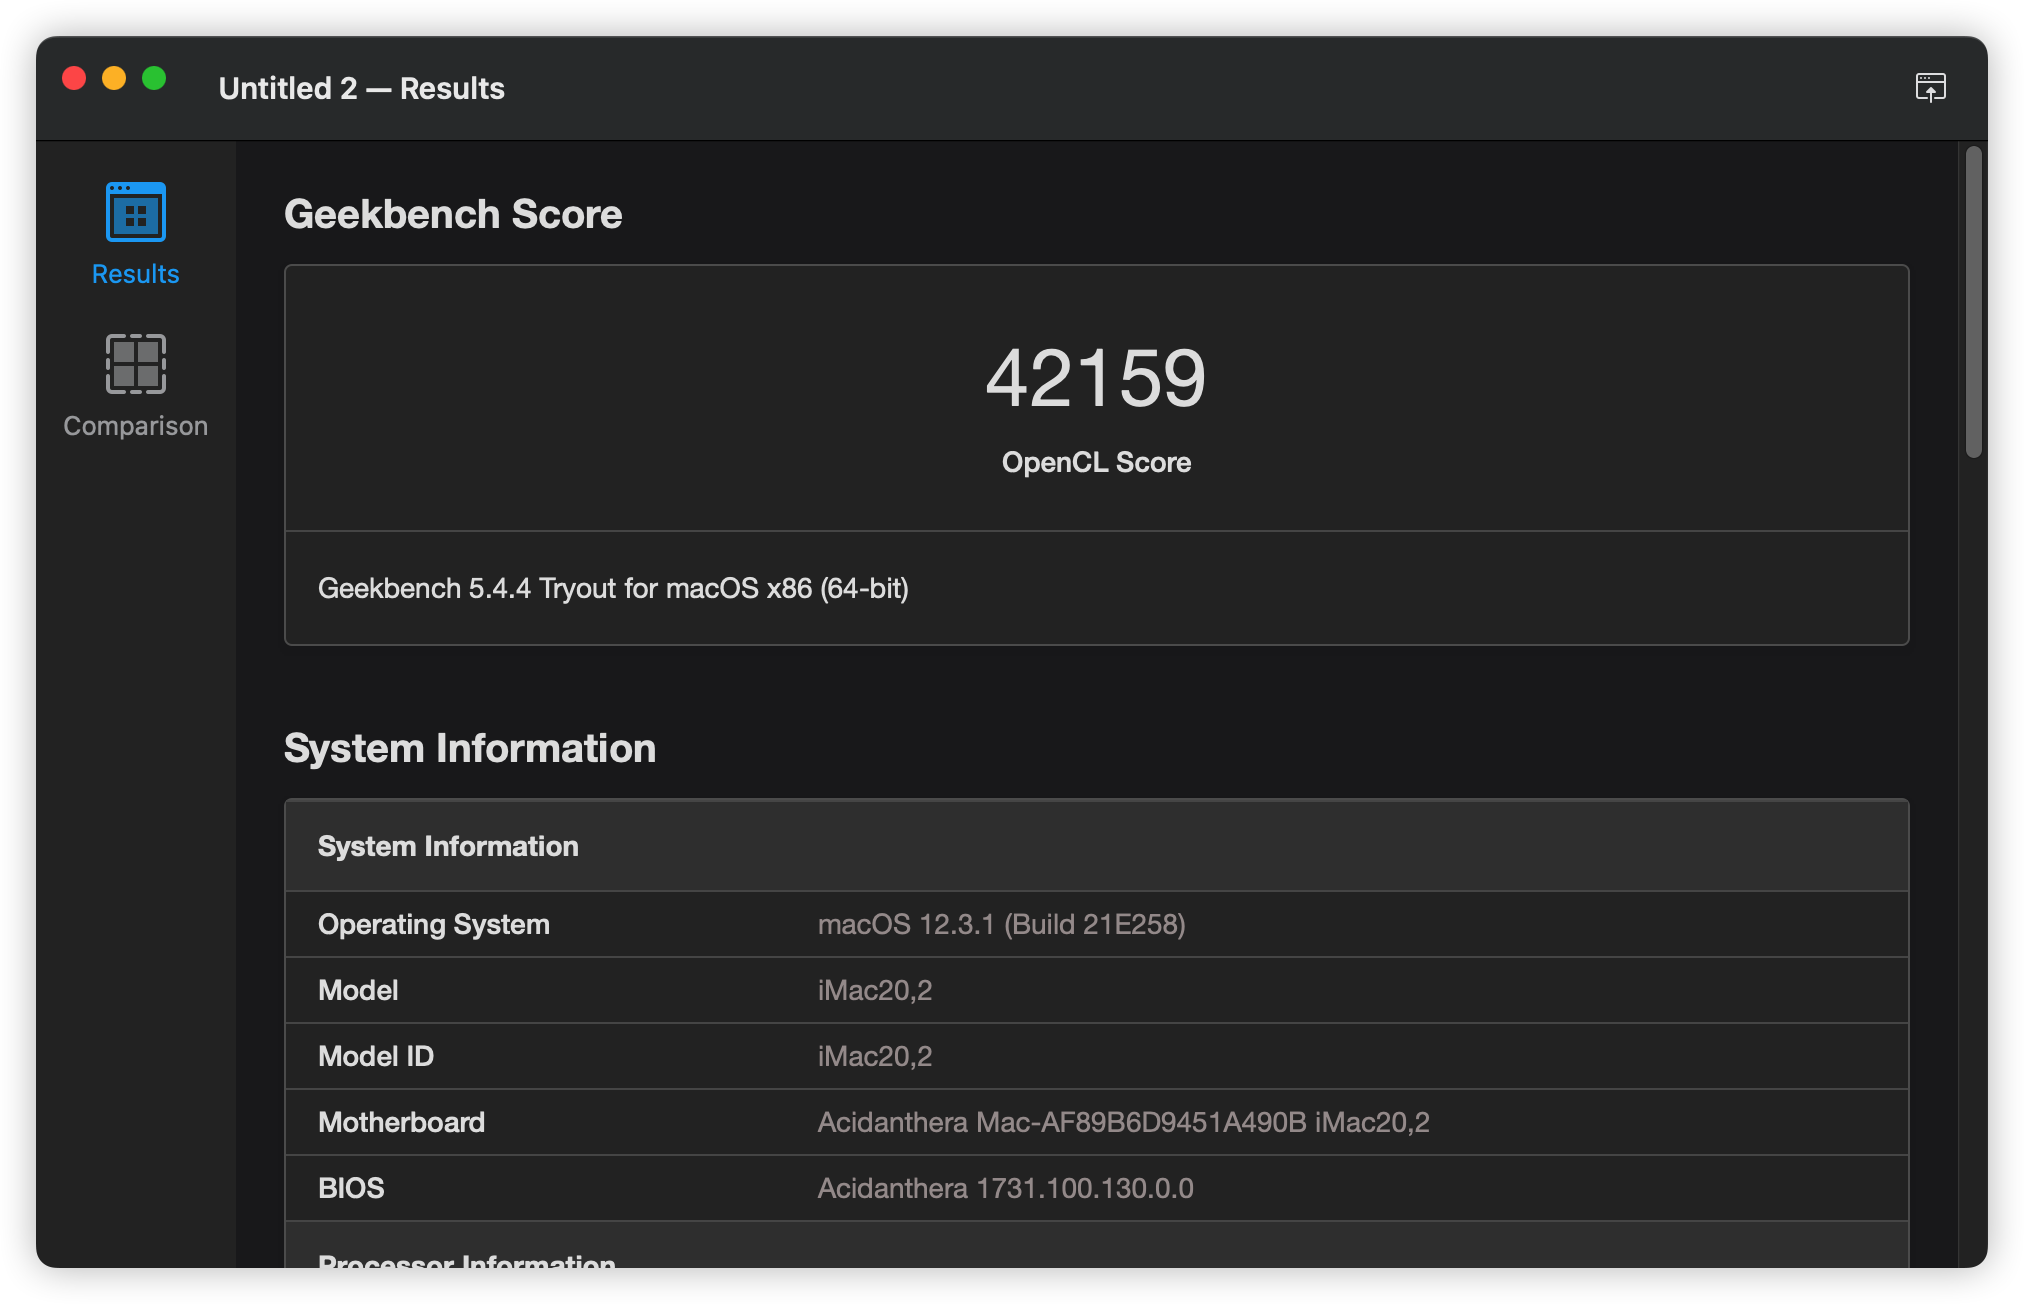 Untitled 2 — Results
Results
Comparison
Geekbench Score
42159
OpenCL Score
Geekbench 5.4.4 Tryout for macOS x86 (64-bit)
System Information
System Information
Operating System macOS 12.3.1 (Build 21E258)
Model iMac20,2
Model ID iMac20,2
Motherboard Acidanthera Mac-AF89B6D9451A490B iMac20,2
BIOS Acidanthera 1731.100.130.0.0
Processor Information